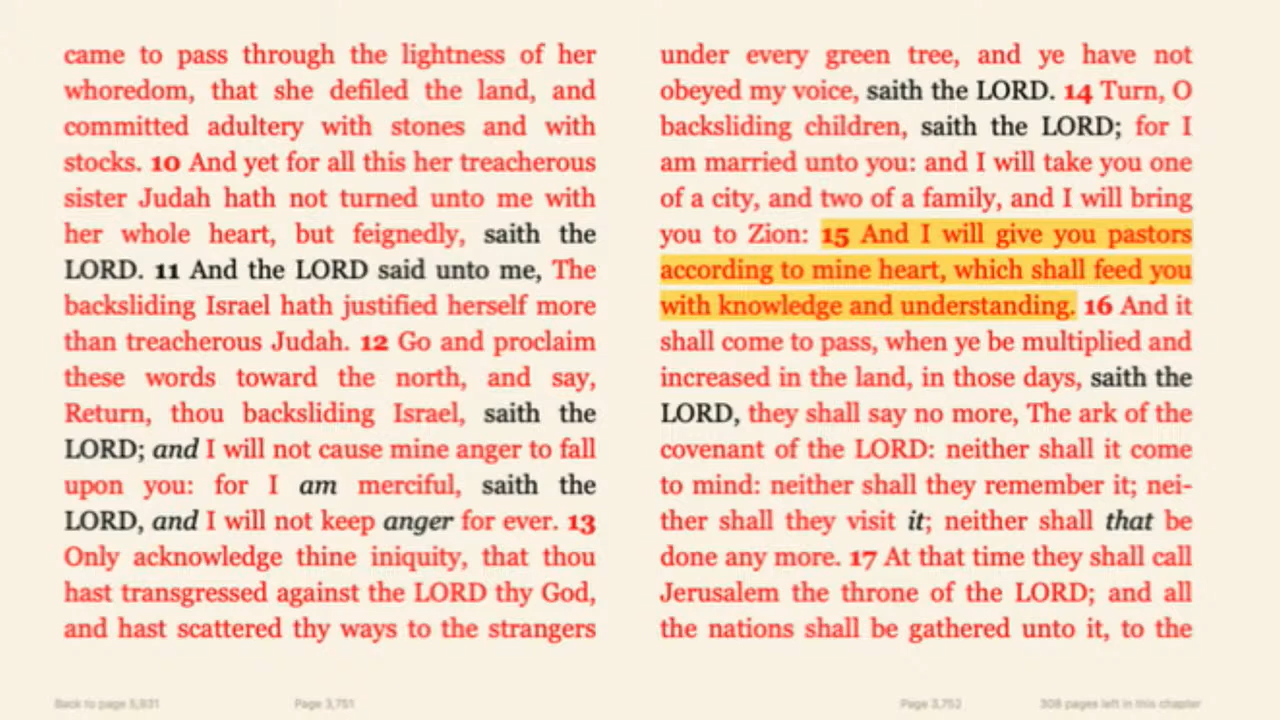 came to pass through the lightness of her
whoredom, that she defiled the land, and
committed adultery with stones and with
stocks. 10 And yet for all this her treacherous
sister Judah hath not turned unto me with
her whole heart, but feignedly, saith the
LORD. 11 And the LORD said unto me, The
backsliding Israel hath justified herself more
than treacherous Judah. 12 Go and proclaim
these words toward the north, and say,
Return, thou backsliding Israel, saith the
LORD; and I will not cause mine anger to fall
upon you: for I am merciful, saith the
LORD, and I will not keep anger for ever. 13
Only acknowledge thine iniquity, that thou
hast transgressed against the LORD thy God,
and hast scattered thy ways to the strangers
under every green tree, and ye have not
obeyed my voice, saith the LORD. 14 Turn, O
backsliding children, saith the LORD; for I
am married unto you: and I will take you one
of a city, and two of a family, and I will bring
you to Zion: 15 And I will give you pastors
according to mine heart, which shall feed you
with knowledge and understanding. 16 And it
shall come to pass, when ye be multiplied and
increased in the land, in those days, saith the
LORD, they shall say no more, The ark of the
covenant of the LORD: neither shall it come
to mind: neither shall they remember it; nei-
ther shall they visit it; neither shall that be
done any more. 17 At that time they shall call
Jerusalem the throne of the LORD; and all
the nations shall be gathered unto it, to the
Back to page Page 3,751
Page 3,752 308 pages left in this chapter